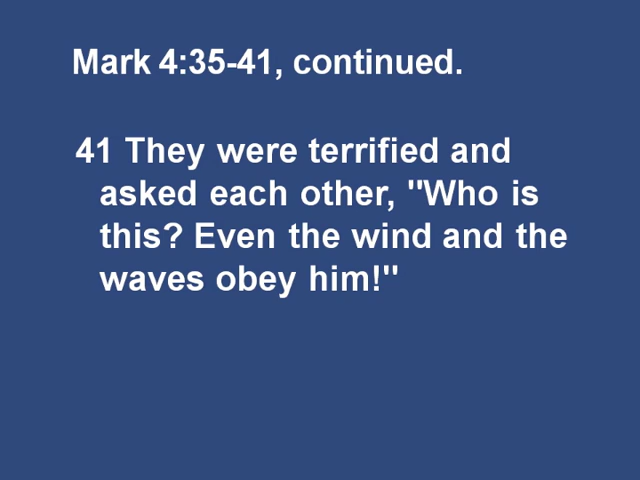 Mark 4:35-41, continued.
41 They were terrified and
asked each other, "Who is
this? Even the wind and the
waves obey him!"